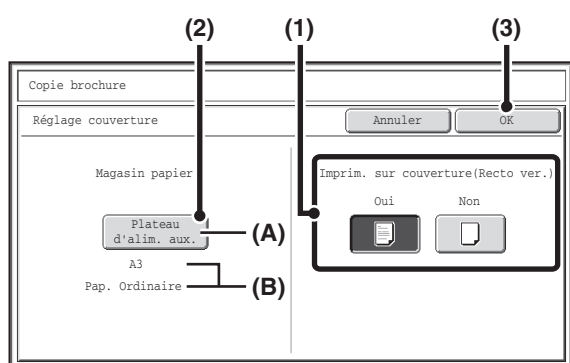 (2) (1) (3)
Copie brochure
Réglage couverture Annuler OK
Magasin papier Imprim. sur couverture(Recto ver.)
Oui Non
Plateau
d'alim. aux.
(A)
A3
Pap. Ordinaire
(B)